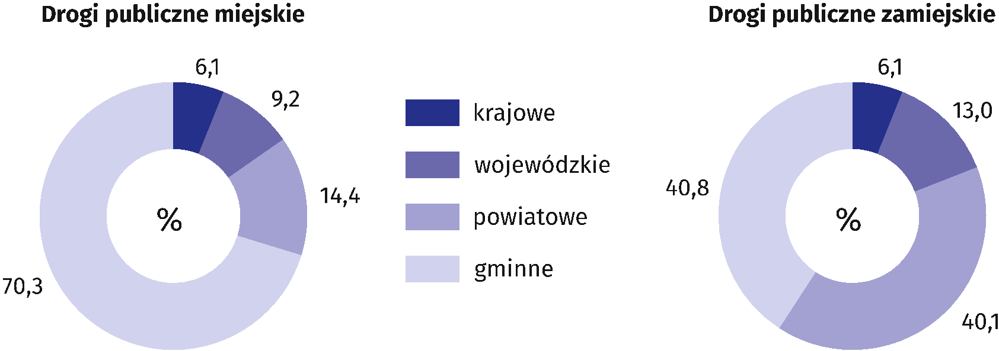 Drogi publiczne miejskie
6,1
9,2
14,4
70,3
%
krajowe
wojewódzkie
powiatowe
gminne
Drogi publiczne zamiejskie
6,1
13,0
40,1
40,8
%